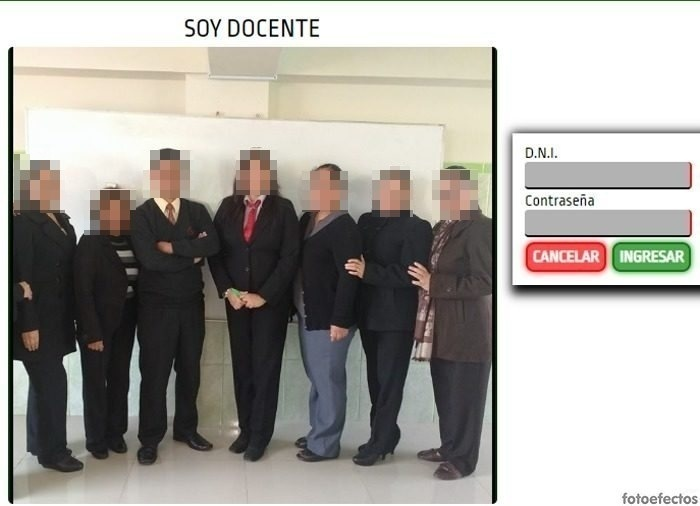 SOY DOCENTE
D.N.I.
Contraseña
CANCELAR
INGRESAR
fotoefectos